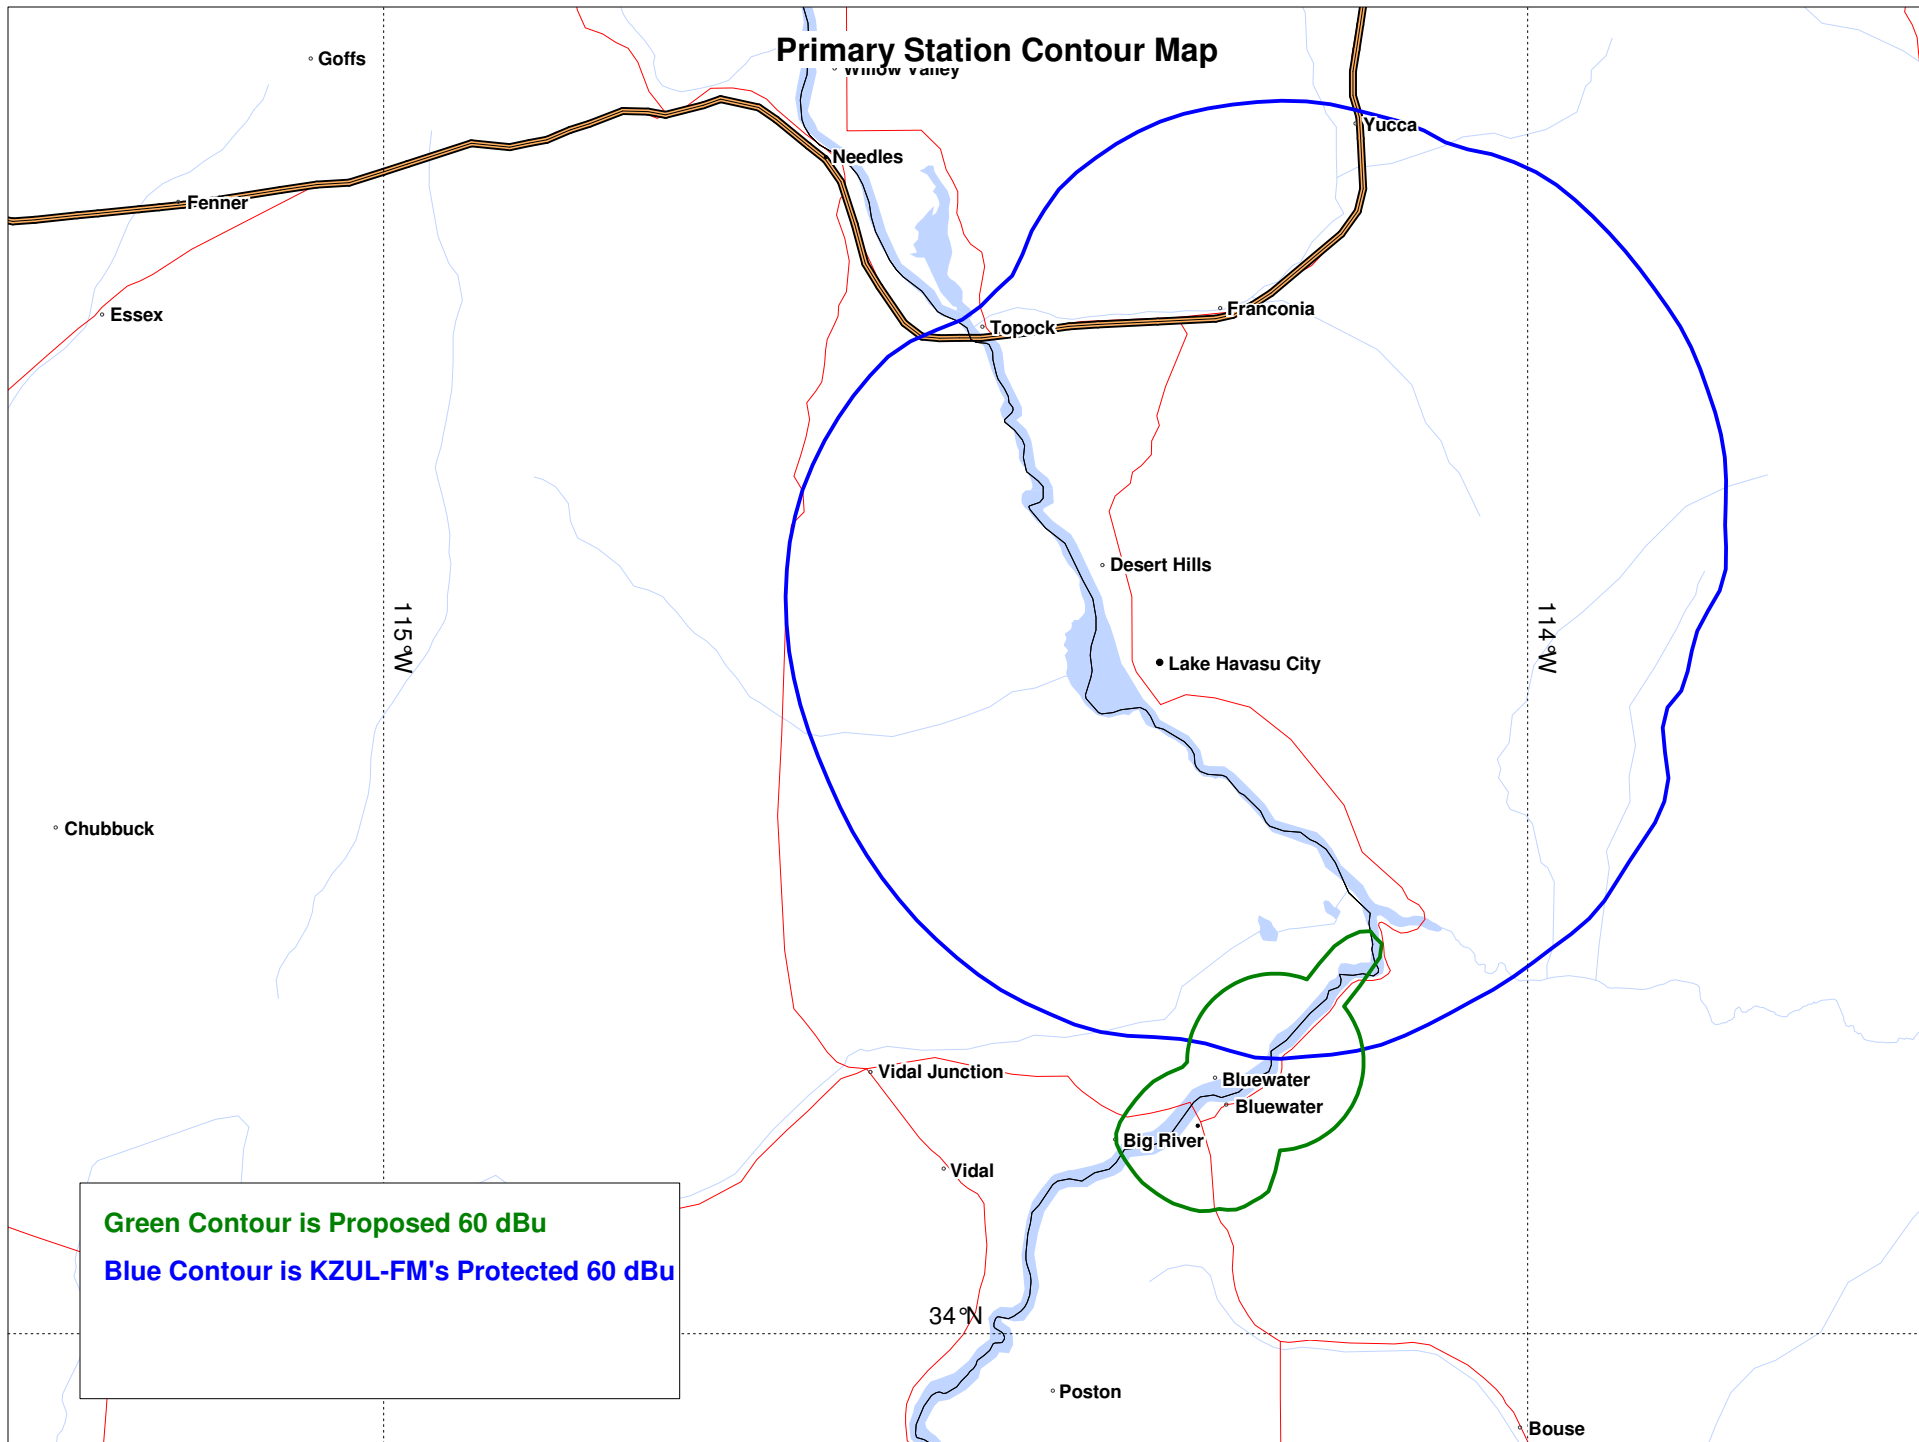 Primary Station Contour Map
Goffs
Willow Valley
Yucca
Needles
Fenner
Franconia
Essex
Topock
Desert Hills
115°W
114°W
Lake Havasu City
Chubbuck
Vidal Junction
Bluewater
Bluewater
Big River
Vidal
Green Contour is Proposed 60 dBu
Blue Contour is KZUL-FM's Protected 60 dBu
34°N
Poston
Bouse